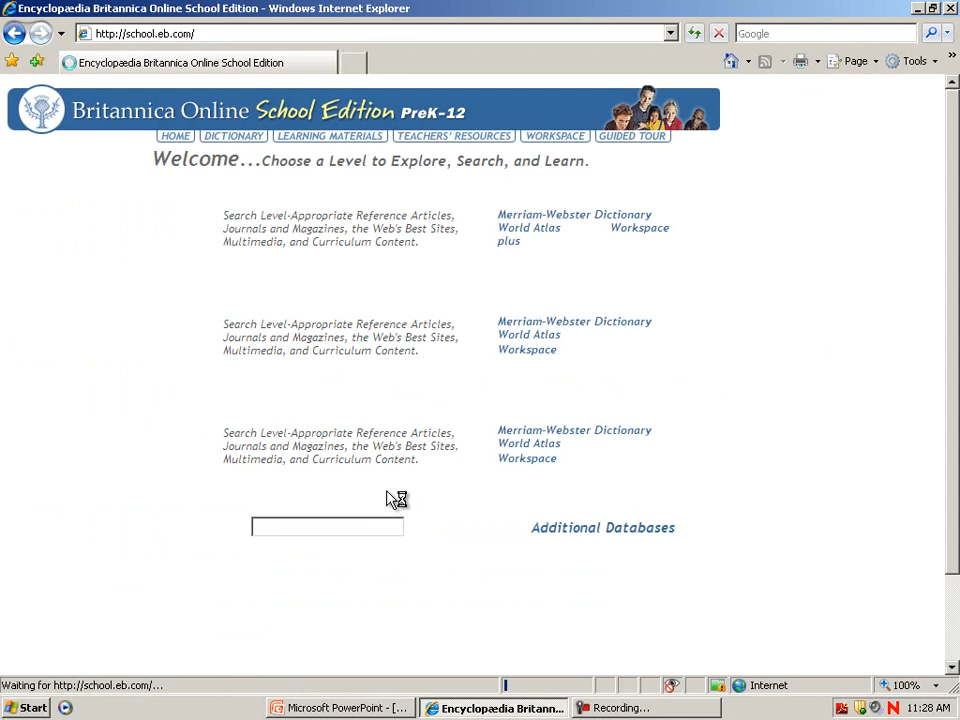 Encyclopædia Britannica Online School Edition - Windows Internet Explorer
http://school.eb.com/
Google
Encyclopædia Britannica Online School Edition
Page
Tools
»
Britannica Online School Edition PreK-12
HOME DICTIONARY LEARNING MATERIALS TEACHERS' RESOURCES WORKSPACE GUIDED TOUR
Welcome...Choose a Level to Explore, Search, and Learn.
Search Level-Appropriate Reference Articles,
Journals and Magazines, the Web's Best Sites,
Multimedia, and Curriculum Content.
Merriam-Webster Dictionary
World Atlas Workspace
plus
Search Level-Appropriate Reference Articles,
Journals and Magazines, the Web's Best Sites,
Multimedia, and Curriculum Content.
Merriam-Webster Dictionary
World Atlas
Workspace
Search Level-Appropriate Reference Articles,
Journals and Magazines, the Web's Best Sites,
Multimedia, and Curriculum Content.
Merriam-Webster Dictionary
World Atlas
Workspace
Additional Databases
Waiting for http://school.eb.com/...
Internet
100%
Start
Microsoft PowerPoint - [...
Encyclopædia Britann...
Recording...
11:28 AM